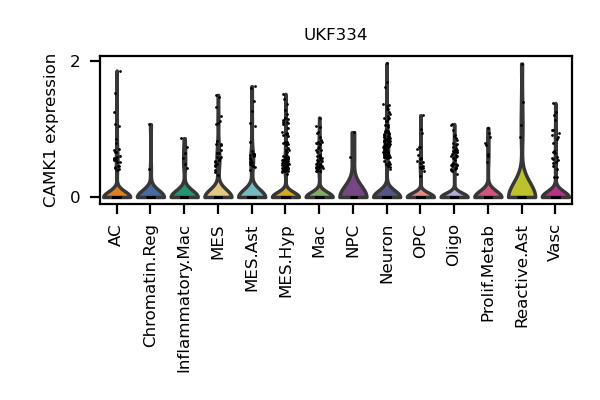 UKF334
CAMK1 expression
2
0
AC
Chromatin.Reg
Inflammatory.Mac
MES
MES.Ast
MES.Hyp
Mac
NPC
Neuron
OPC
Oligo
Prolif.Metab
Reactive.Ast
Vasc